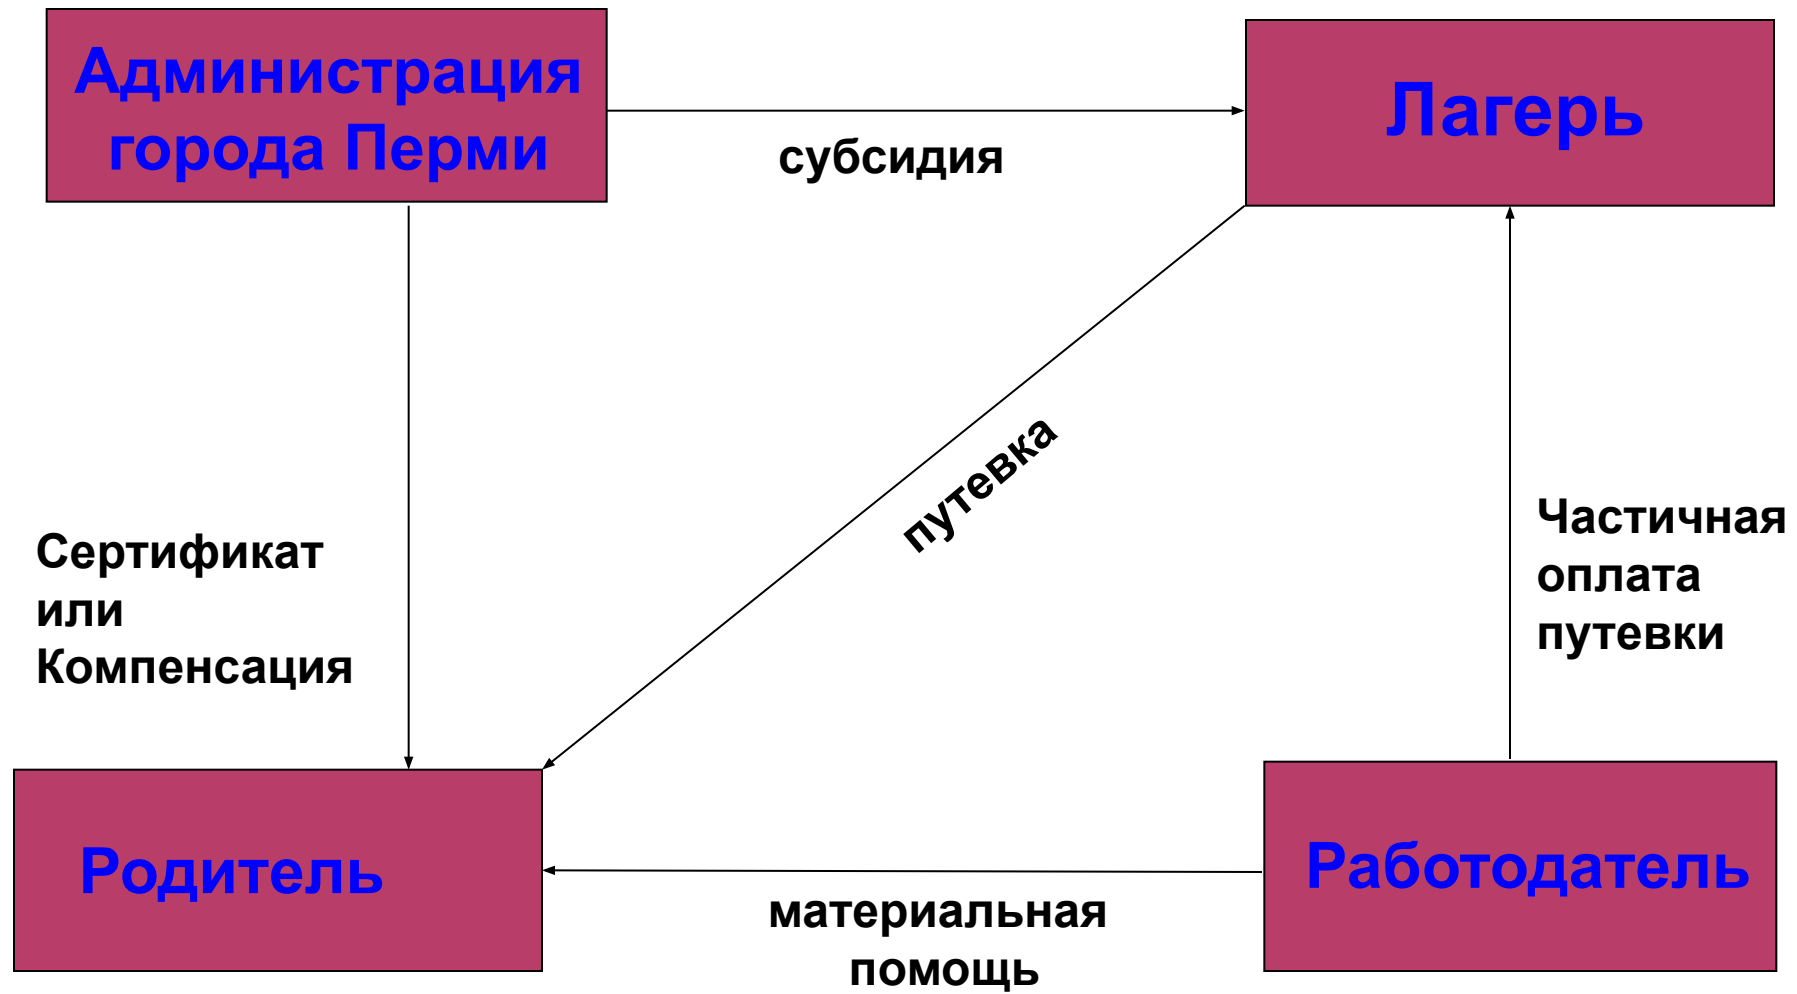 Администрация
города Перми
Лагерь
субсидия
путевка
Сертификат
или
Компенсация
Частичная
оплата
путевки
Родитель
Работодатель
материальная
помощь